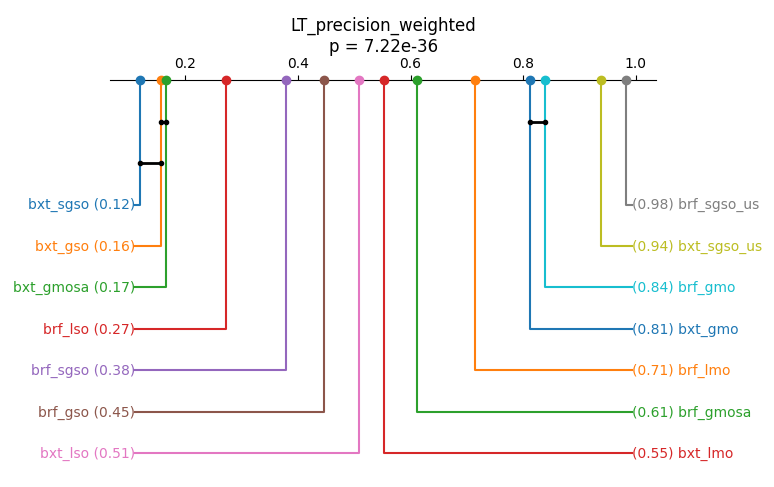 LT_precision_weighted
p = 7.22e-36
0.2 0.4 0.6 0.8 1.0
bxt_sgso (0.12) (0.98) brf_sgso_us
bxt_gso (0.16) (0.94) bxt_sgso_us
bxt_gmosa (0.17) (0.84) brf_gmo
brf_lso (0.27) (0.81) bxt_gmo
brf_sgso (0.38) (0.71) brf_lmo
brf_gso (0.45) (0.61) brf_gmosa
bxt_lso (0.51) (0.55) bxt_lmo